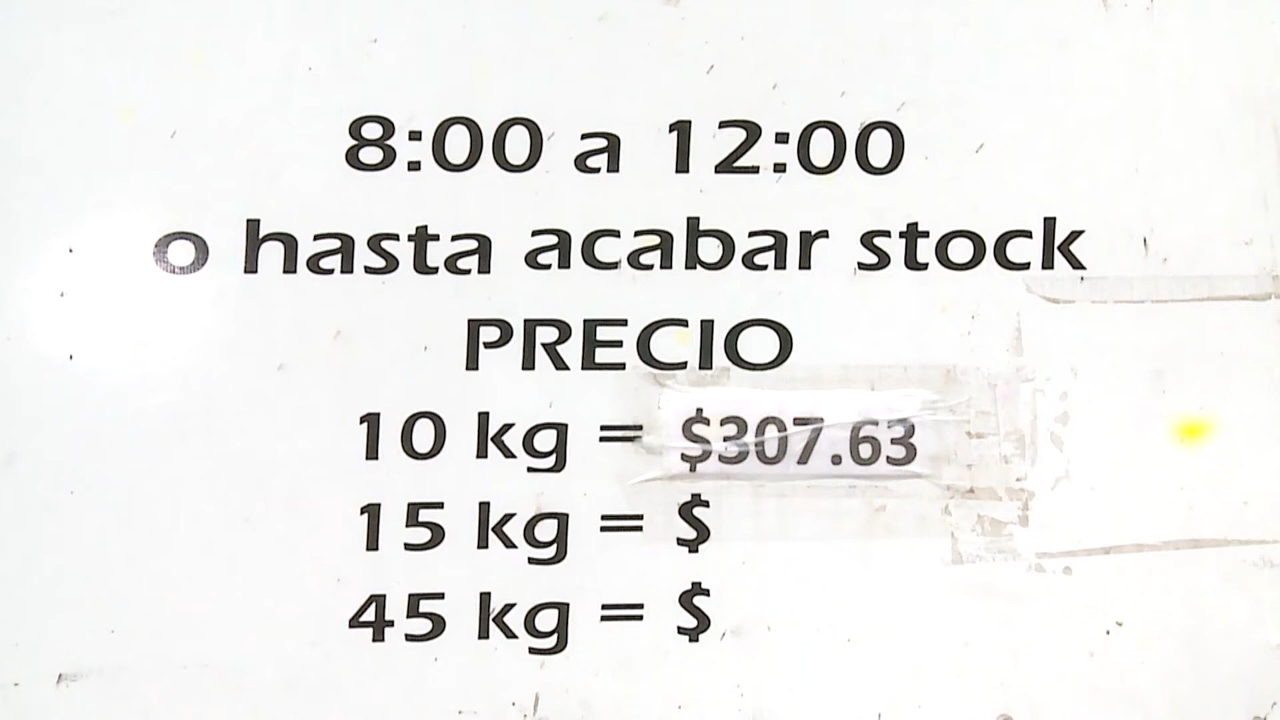 8:00 a 12:00
o hasta acabar stock
PRECIO
10 kg = $307.63
15 kg = $
45 kg = $